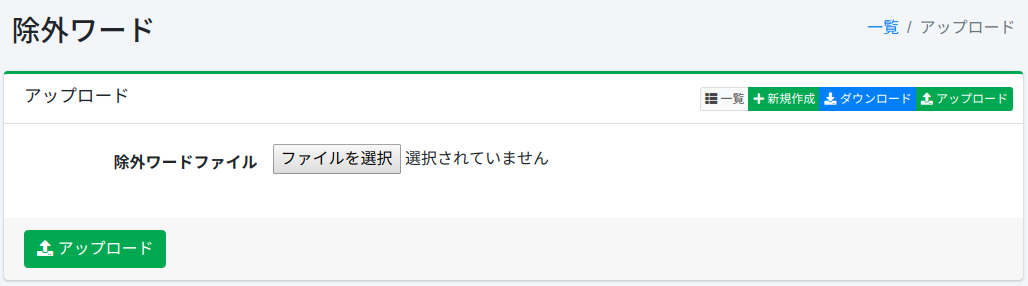 除外ワード
一覧 / アップロード
アップロード
一覧 新規作成 ダウンロード アップロード
除外ワードファイル ファイルを選択 選択されていません
アップロード